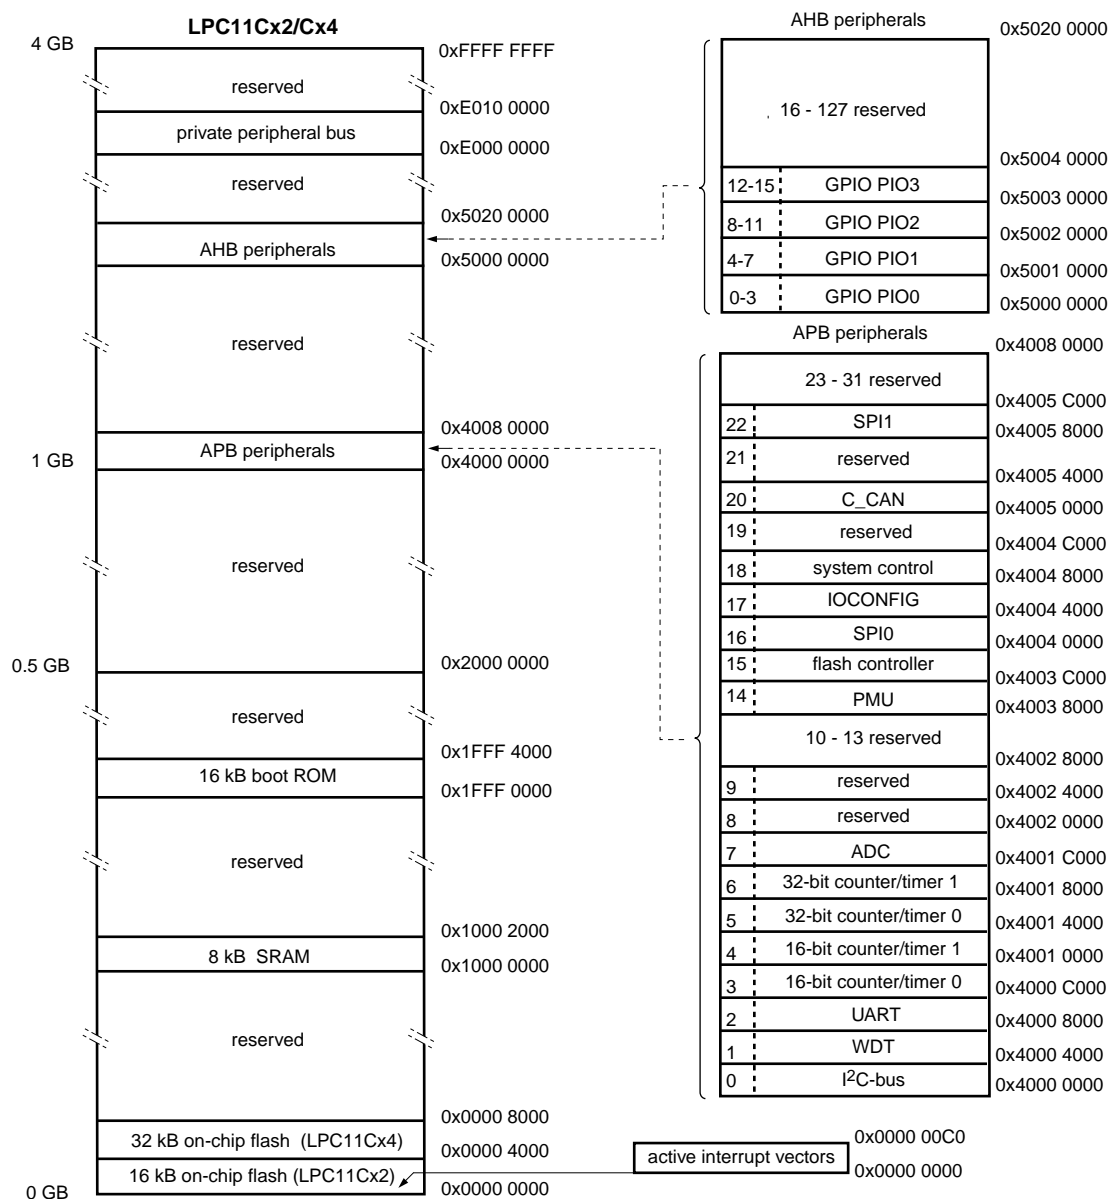 LPC11Cx2/Cx4
4 GB
0xFFFF FFFF
reserved
0xE010 0000
private peripheral bus
0xE000 0000
reserved
0x5020 0000
AHB peripherals
0x5000 0000
reserved
0x4008 0000
APB peripherals
1 GB
0x4000 0000
reserved
0x2000 0000
0.5 GB
reserved
0x1FFF 4000
16 kB boot ROM
0x1FFF 0000
reserved
0x1000 2000
8 kB SRAM
0x1000 0000
reserved
0x0000 8000
32 kB on-chip flash (LPC11Cx4)
0x0000 4000
16 kB on-chip flash (LPC11Cx2)
0x0000 0000
0 GB
AHB peripherals
0x5020 0000
16 - 127 reserved
0x5004 0000
12-15 GPIO PIO3
0x5003 0000
8-11 GPIO PIO2
0x5002 0000
4-7 GPIO PIO1
0x5001 0000
0-3 GPIO PIO0
0x5000 0000
APB peripherals
0x4008 0000
23 - 31 reserved
0x4005 C000
22 SPI1
0x4005 8000
21 reserved
0x4005 4000
20 C_CAN
0x4005 0000
19 reserved
0x4004 C000
18 system control
0x4004 8000
17 IOCONFIG
0x4004 4000
16 SPI0
0x4004 0000
15 flash controller
0x4003 C000
14 PMU
0x4003 8000
10 - 13 reserved
0x4002 8000
9 reserved
0x4002 4000
8 reserved
0x4002 0000
7 ADC
0x4001 C000
6 32-bit counter/timer 1
0x4001 8000
5 32-bit counter/timer 0
0x4001 4000
4 16-bit counter/timer 1
0x4001 0000
3 16-bit counter/timer 0
0x4000 C000
2 UART
0x4000 8000
1 WDT
0x4000 4000
0 I2C-bus
0x4000 0000
0x0000 00C0
active interrupt vectors
0x0000 0000